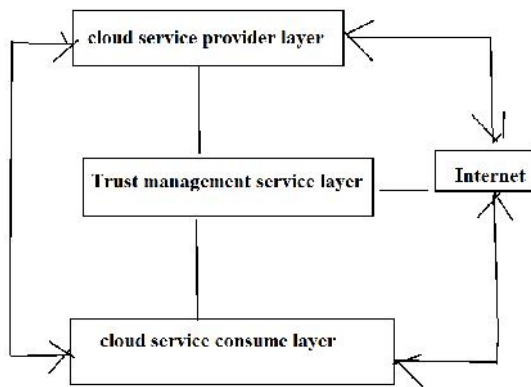 cloud service provider layer
Trust management service layer
Internet
cloud service consume layer